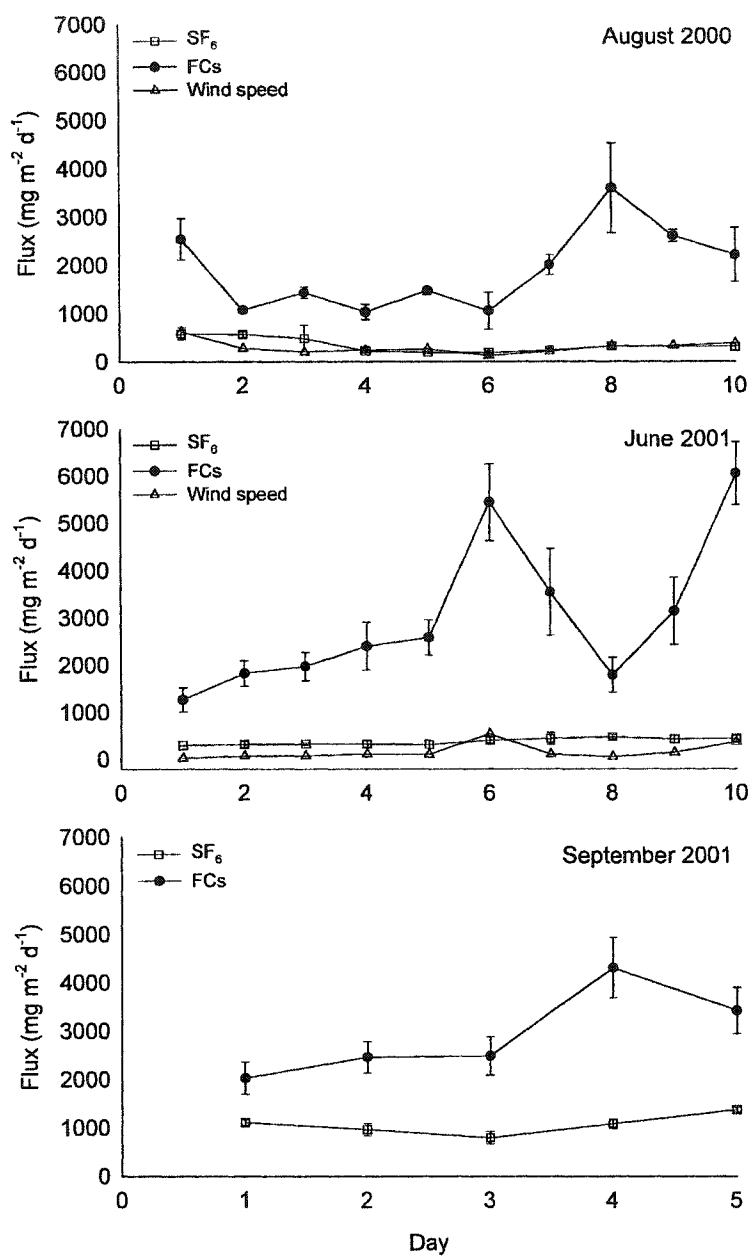 7000
August 2000
SF₆
FCs
Wind speed
6000
5000
4000
3000
2000
1000
0
Flux (mg m⁻² d⁻¹)
0 2 4 6 8 10
7000
June 2001
SF₆
FCs
Wind speed
6000
5000
4000
3000
2000
1000
0
Flux (mg m⁻² d⁻¹)
0 2 4 6 8 10
7000
September 2001
SF₆
FCs
6000
5000
4000
3000
2000
1000
0
Flux (mg m⁻² d⁻¹)
0 1 2 3 4 5
Day